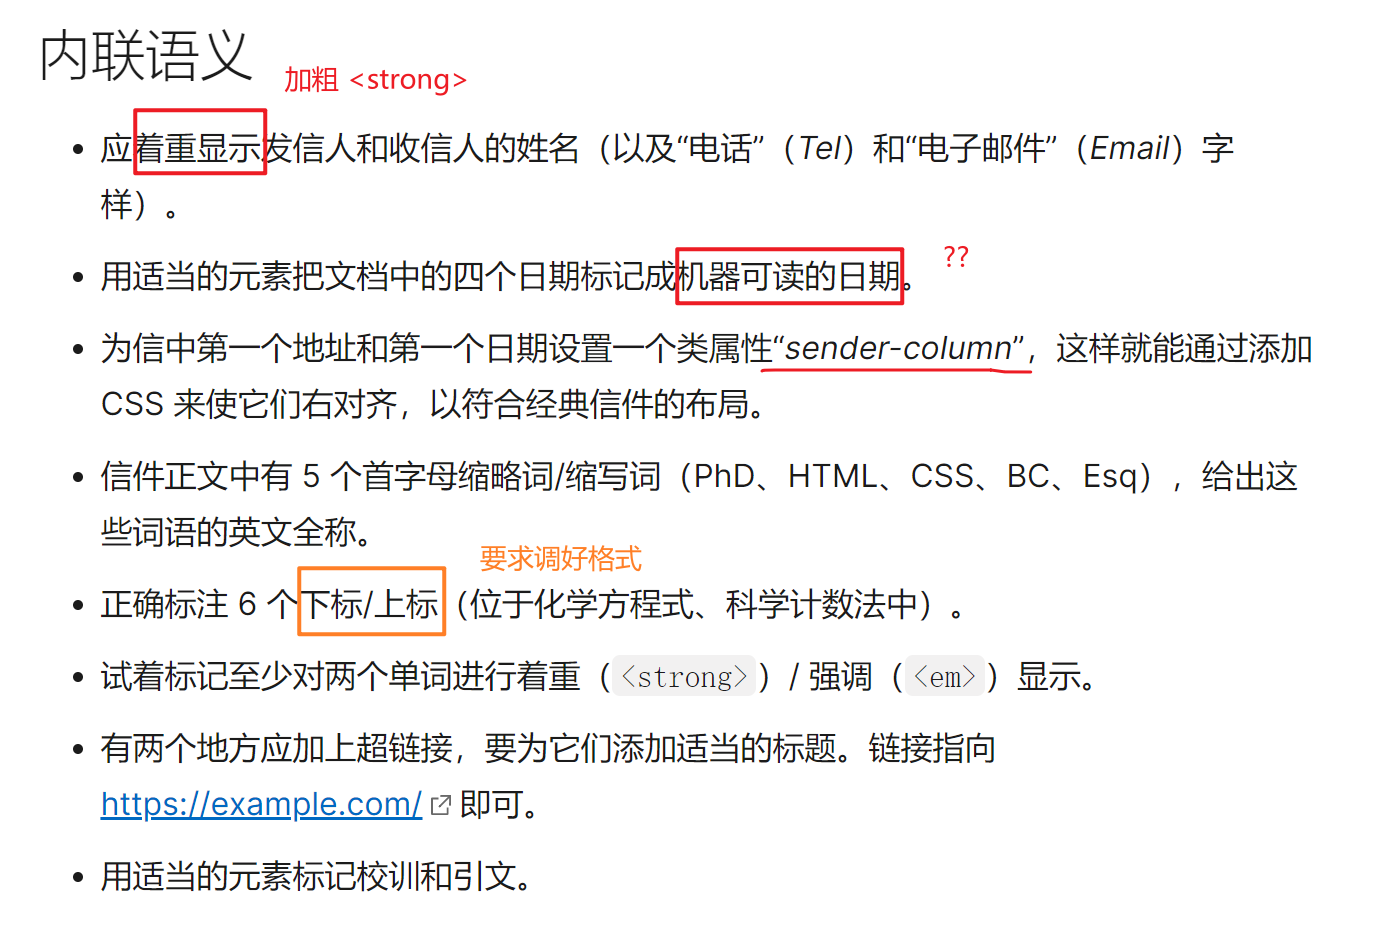 内联语义
加粗 <strong>
应着重显示发信人和收信人的姓名（以及“电话”（Tel）和“电子邮件”（Email）字
样）。
用适当的元素把文档中的四个日期标记成机器可读的日期。
??
为信中第一个地址和第一个日期设置一个类属性“sender-column”，这样就能通过添加
CSS 来使它们右对齐，以符合经典信件的布局。
信件正文中有 5 个首字母缩略词/缩写词（PhD、HTML、CSS、BC、Esq），给出这
些词语的英文全称。
要求调好格式
正确标注 6 个下标/上标（位于化学方程式、科学计数法中）。
试着标记至少对两个单词进行着重（<strong>）/ 强调（<em>）显示。
有两个地方应加上超链接，要为它们添加适当的标题。链接指向
https://example.com/ 即可。
用适当的元素标记校训和引文。